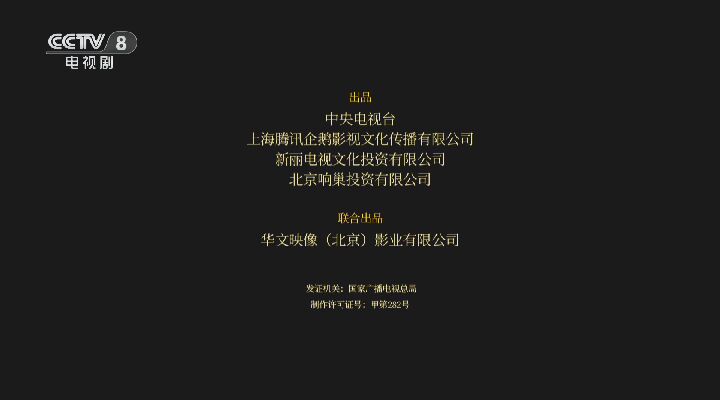 CCTV 8
电视剧
出品
中央电视台
上海腾讯企鹅影视文化传播有限公司
新丽电视文化投资有限公司
北京响巢投资有限公司
联合出品
华文映像（北京）影业有限公司
发证机关：国家广播电视总局
制作许可证号：甲第282号